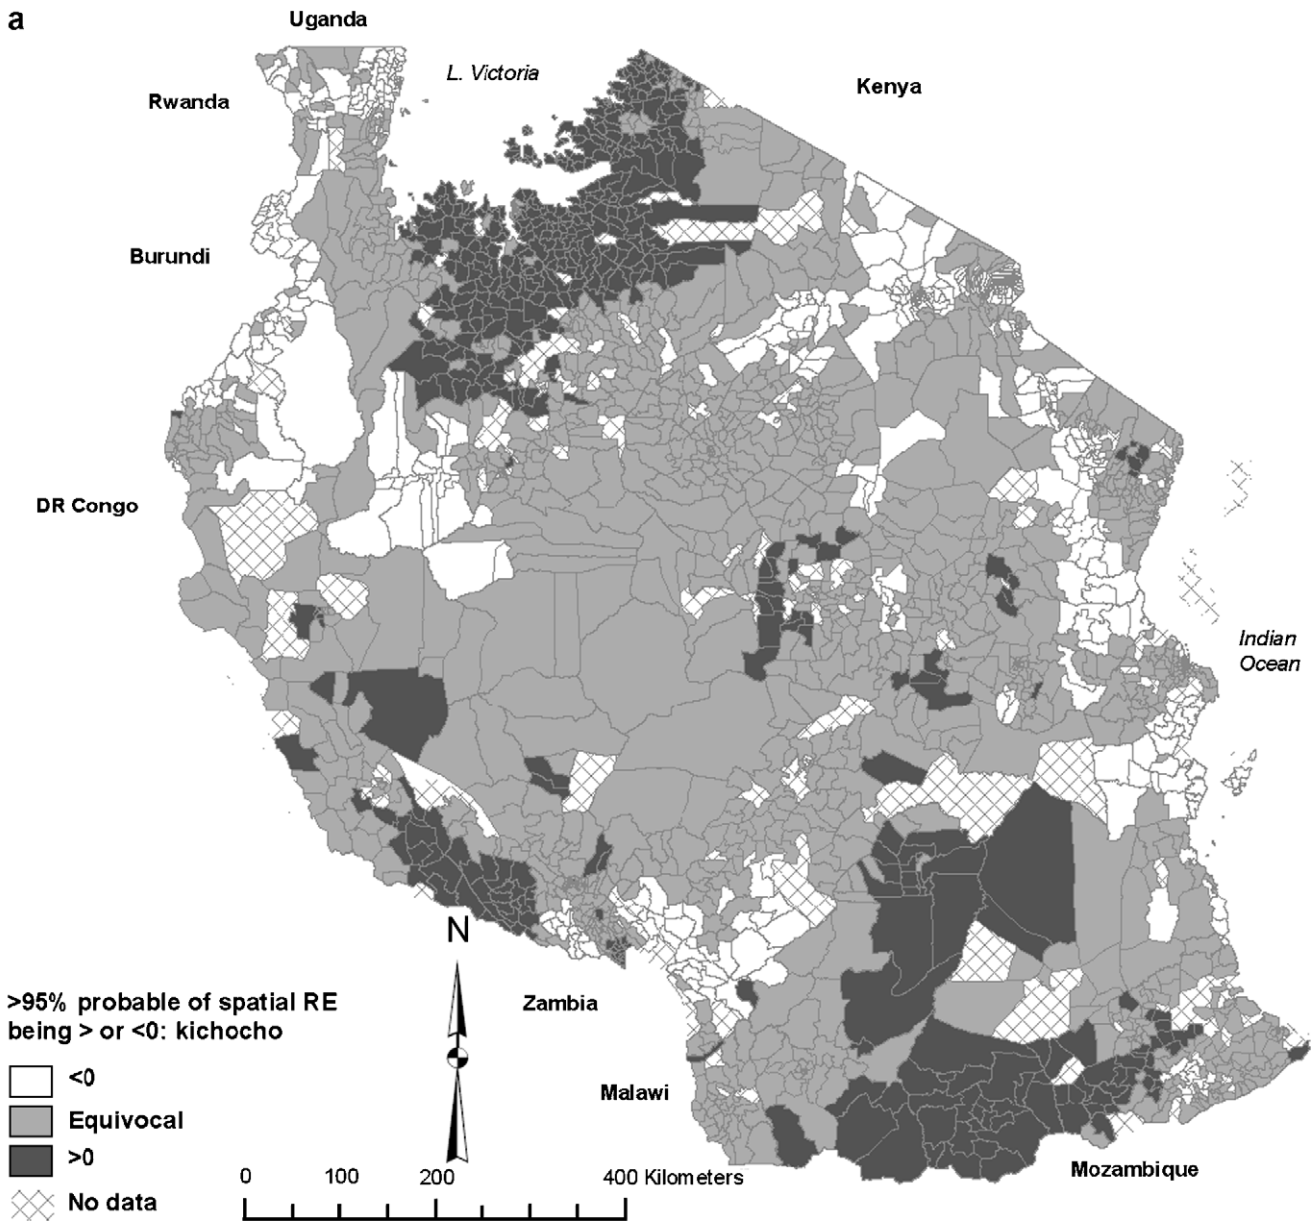 a
Uganda
L. Victoria
Kenya
Rwanda
Burundi
DR Congo
Indian
Ocean
N
>95% probable of spatial RE
being > or <0: kichocho
Zambia
<0
Malawi
Equivocal
>0
Mozambique
No data
0 100 200 400 Kilometers